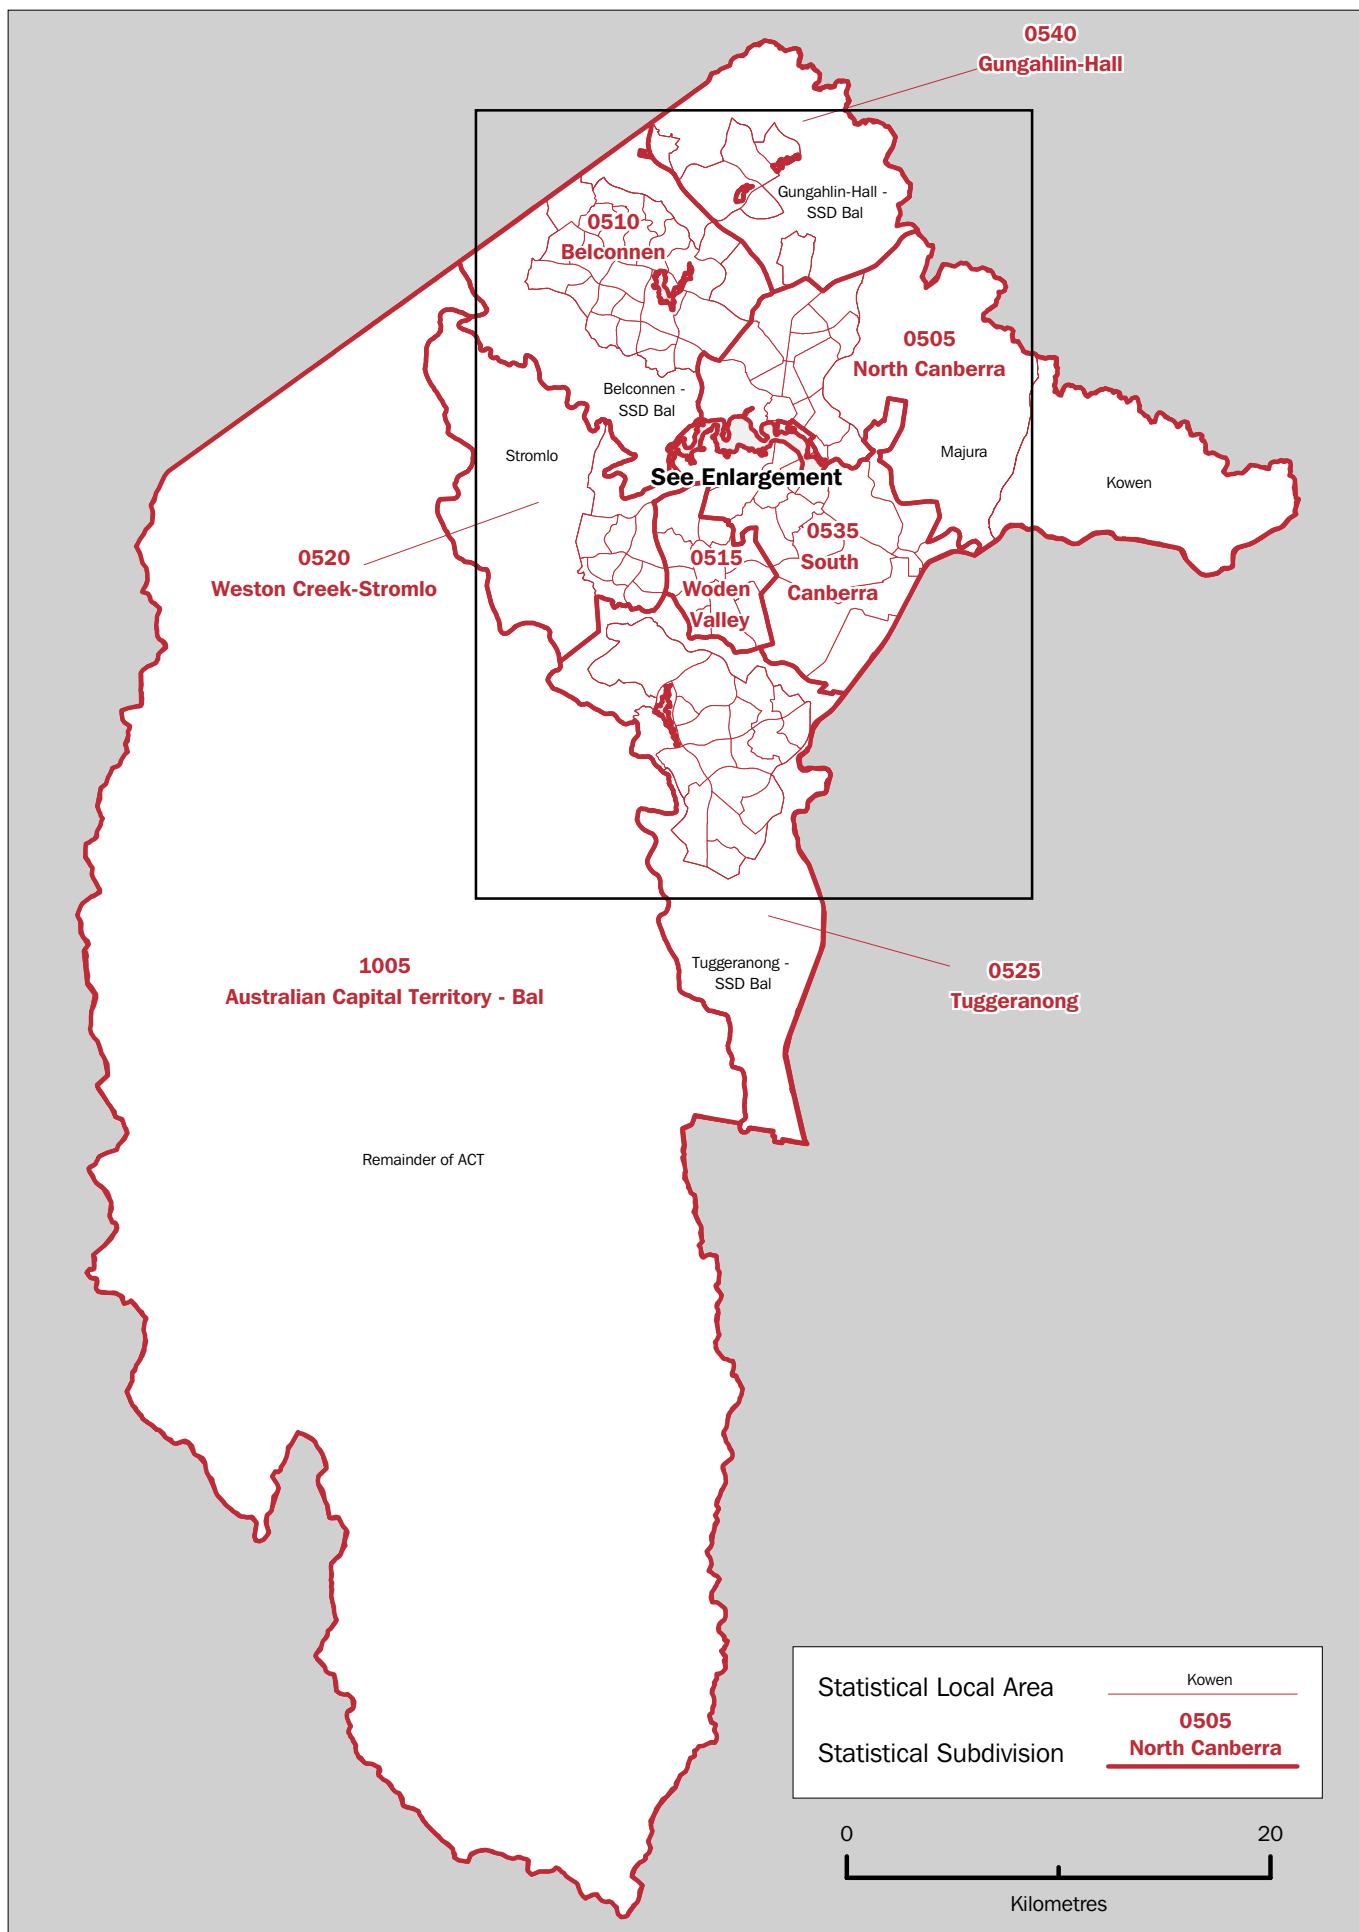 0540
Gungahlin-Hall
Gungahlin-Hall -
SSD Bal
0510
Belconnen
0505
North Canberra
Belconnen -
SSD Bal
Stromlo
Majura
See Enlargement
Kowen
0535
South
Canberra
0515
Woden
Valley
0520
Weston Creek-Stromlo
1005
Australian Capital Territory - Bal
Tuggeranong -
SSD Bal
0525
Tuggeranong
Remainder of ACT
Statistical Local Area
Kowen
0505
North Canberra
Statistical Subdivision
0
20
Kilometres